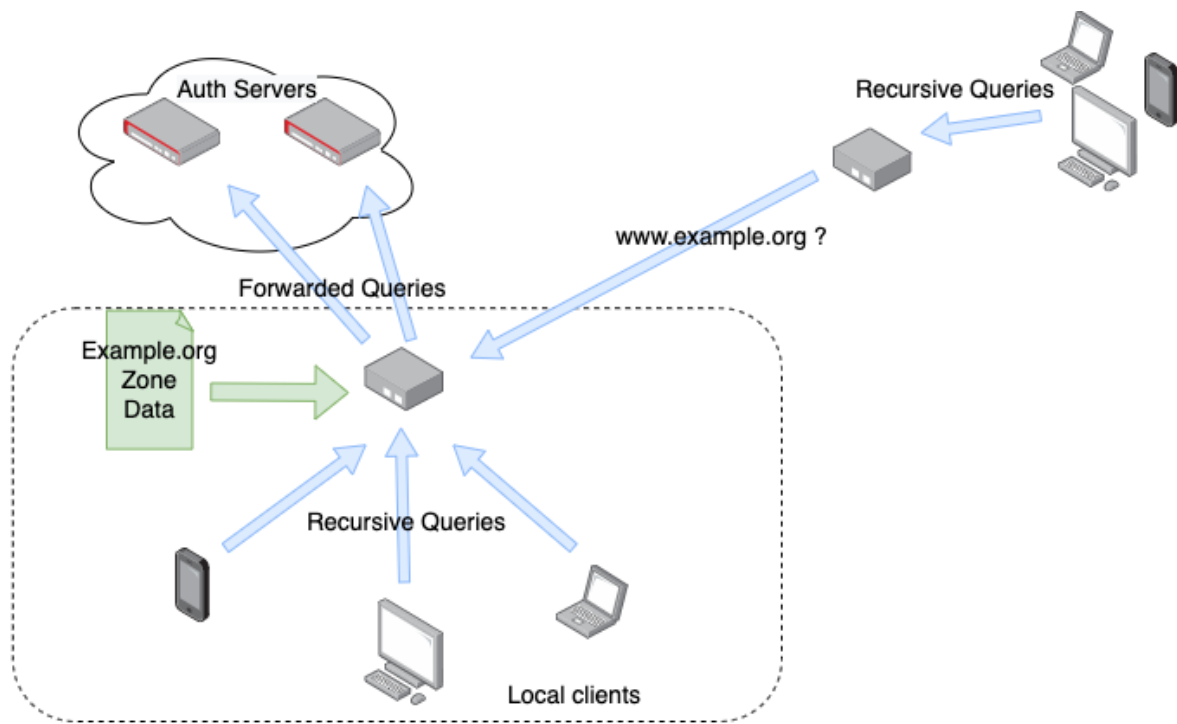 Auth Servers
Recursive Queries
www.example.org ?
Forwarded Queries
Example.org
Zone
Data
Recursive Queries
Local clients